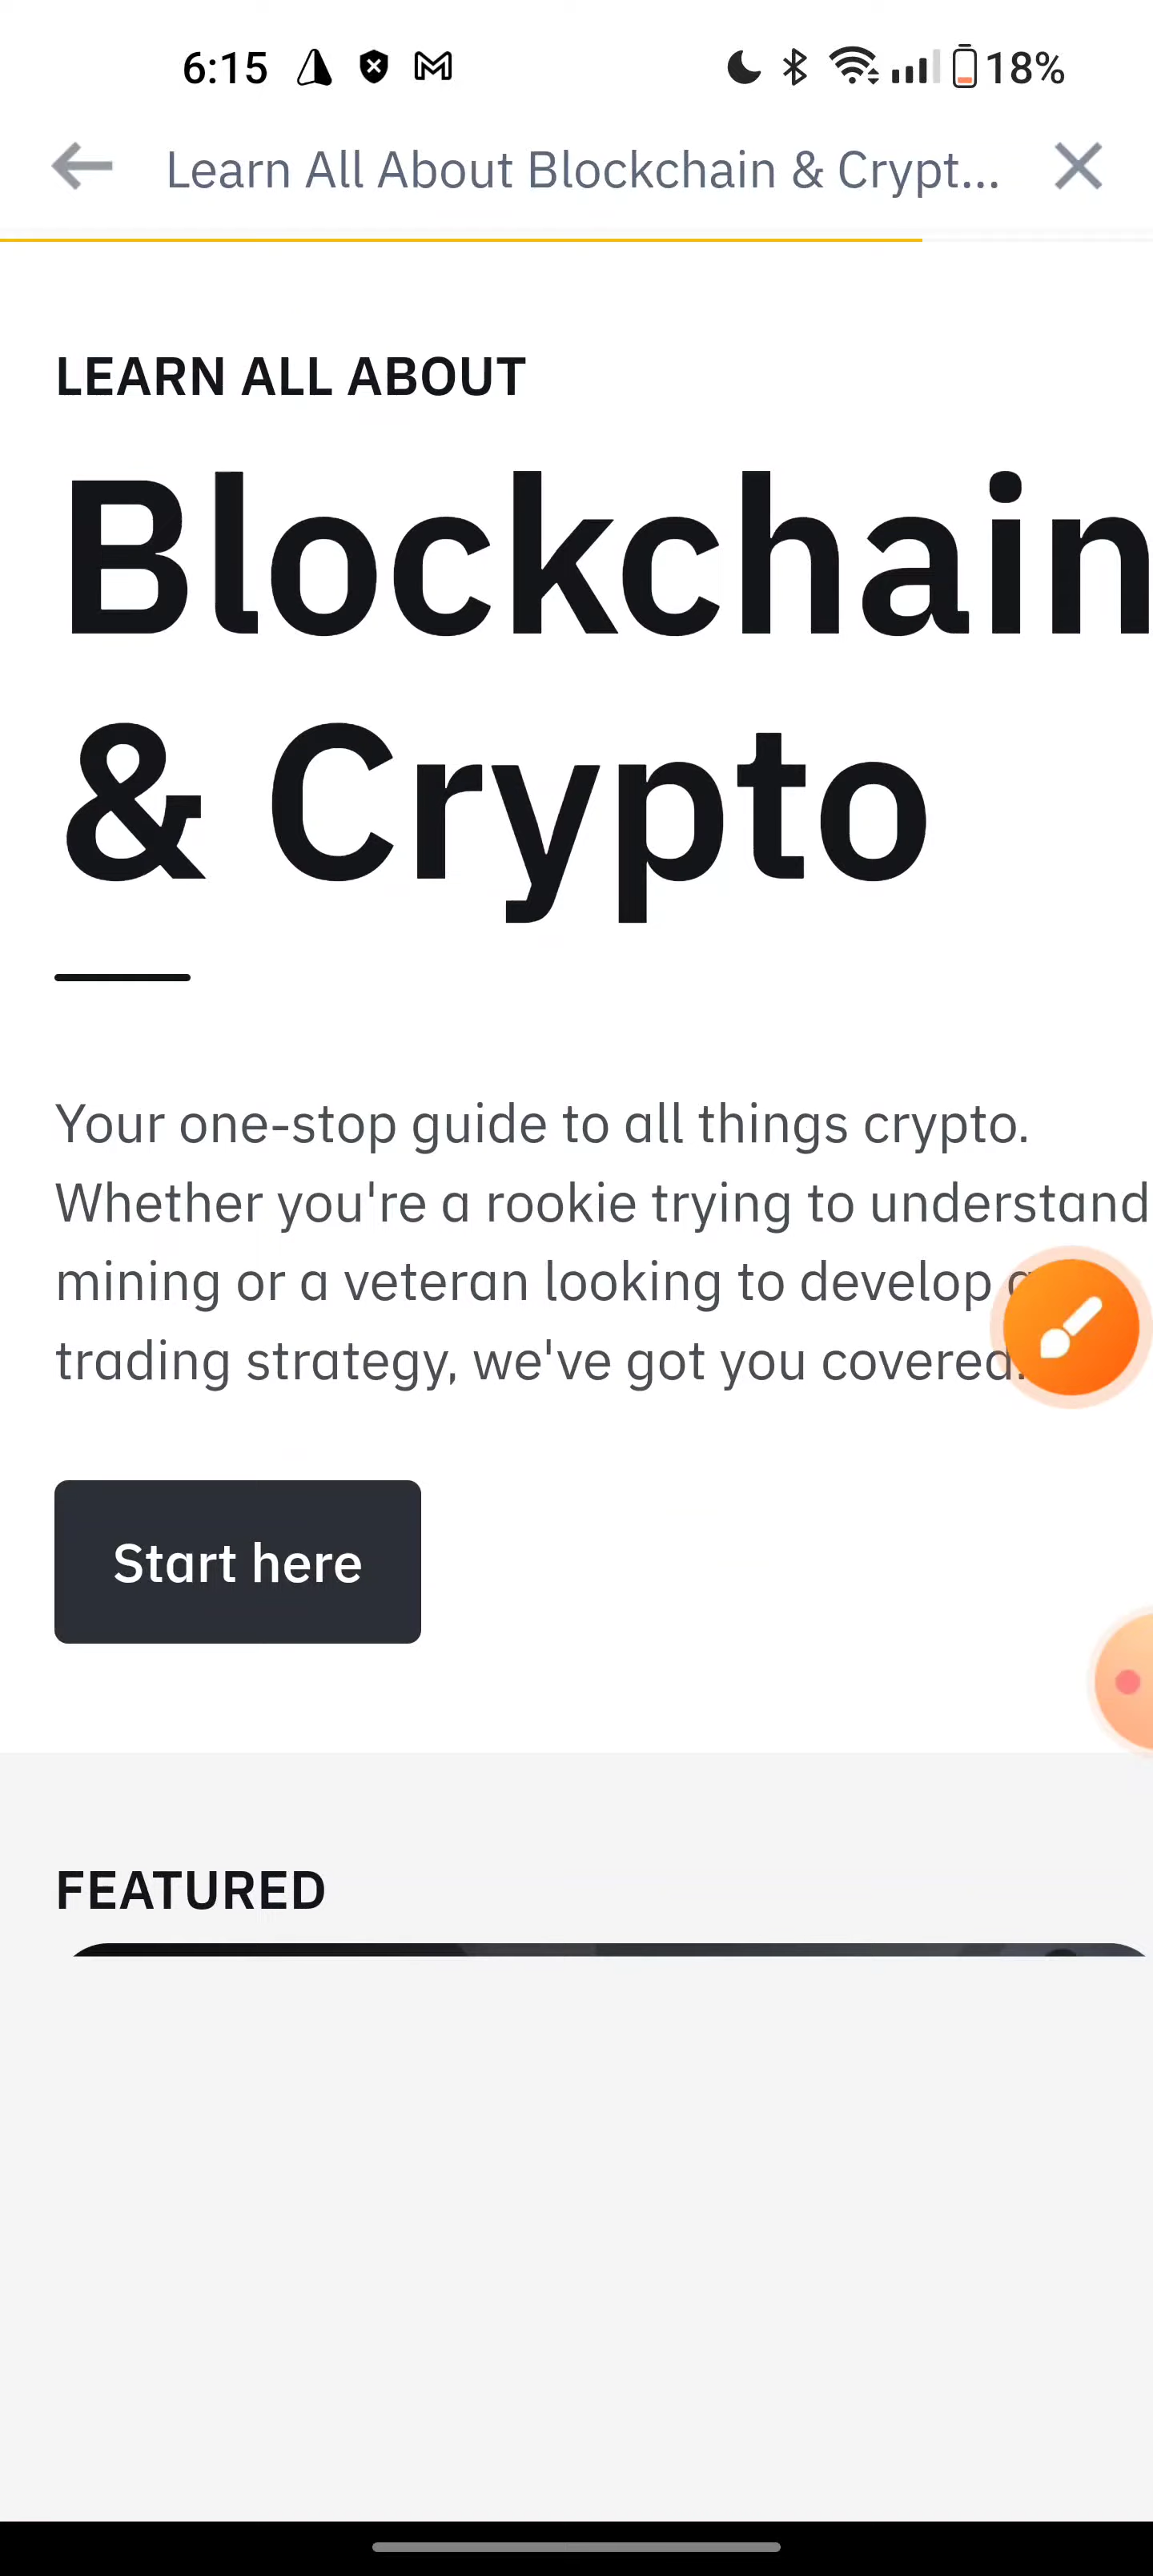 6:15
18%
Learn All About Blockchain & Crypt...
LEARN ALL ABOUT
Blockchain
& Crypto
Your one-stop guide to all things crypto.
Whether you're a rookie trying to understand
mining or a veteran looking to develop
trading strategy, we've got you covered.
Start here
FEATURED